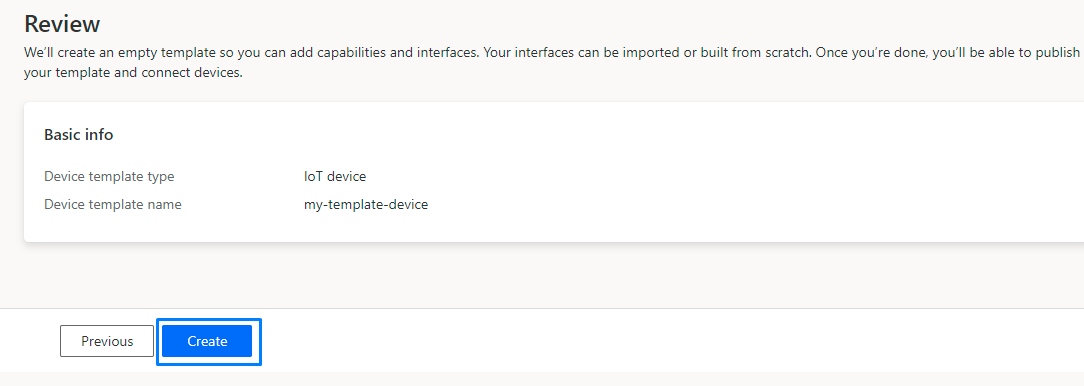 Review
We'll create an empty template so you can add capabilities and interfaces. Your interfaces can be imported or built from scratch. Once you're done, you'll be able to publish
your template and connect devices.
Basic info
Device template type IoT device
Device template name my-template-device
Previous Create